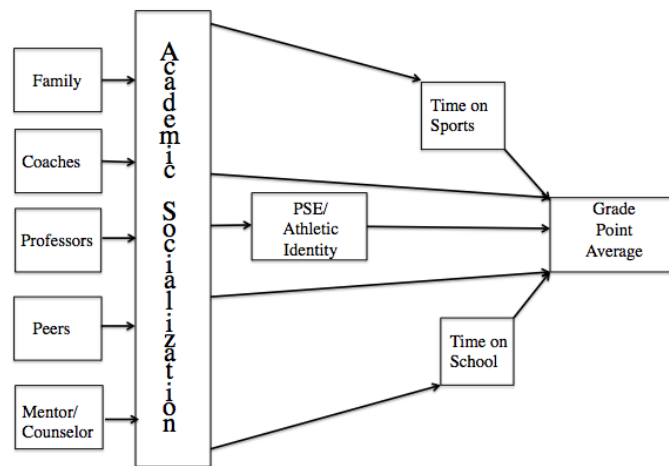 Family
Coaches
Professors
Peers
Mentor/
Counselor
Academic Socialization
Time on
Sports
PSE/
Athletic
Identity
Time on
School
Grade
Point
Average